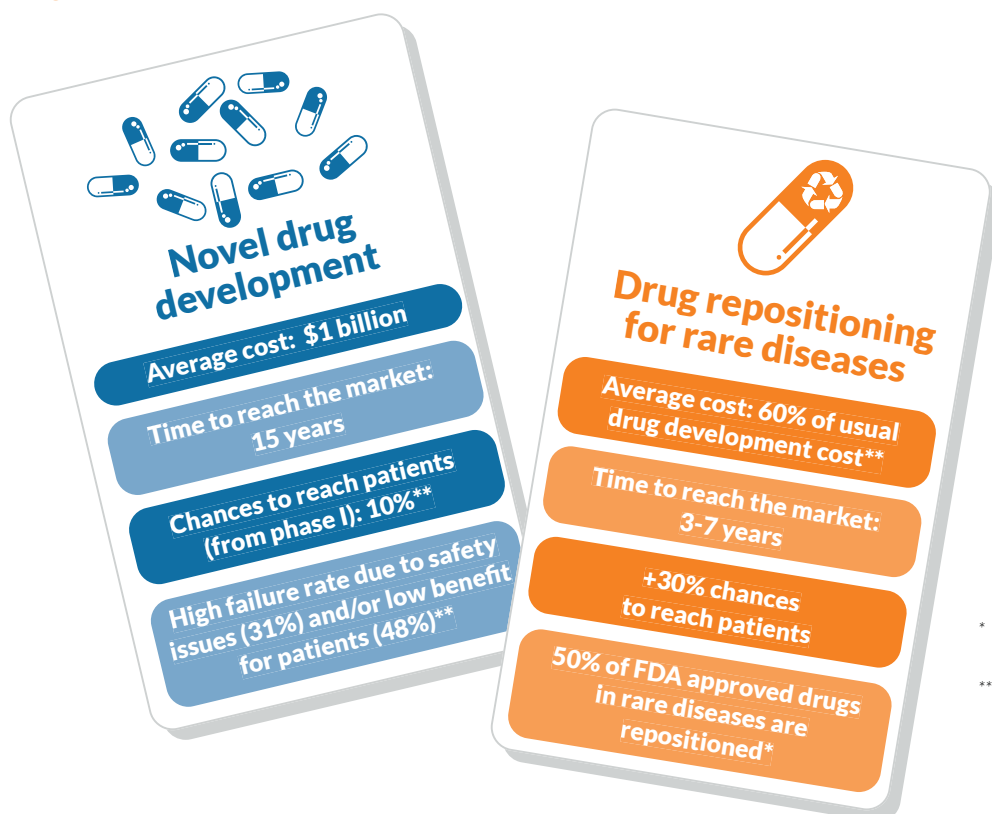 Novel drug
development
Average cost: $1 billion
Time to reach the market:
15 years
Chances to reach patients
(from phase I): 10%**
High failure rate due to safety
issues (31%) and/or low benefit
for patients (48%)**
Drug repositioning
for rare diseases
Average cost: 60% of usual
drug development cost**
Time to reach the market:
3-7 years
+30% chances
to reach patients
50% of FDA approved drugs
in rare diseases are
repositioned*
*
**